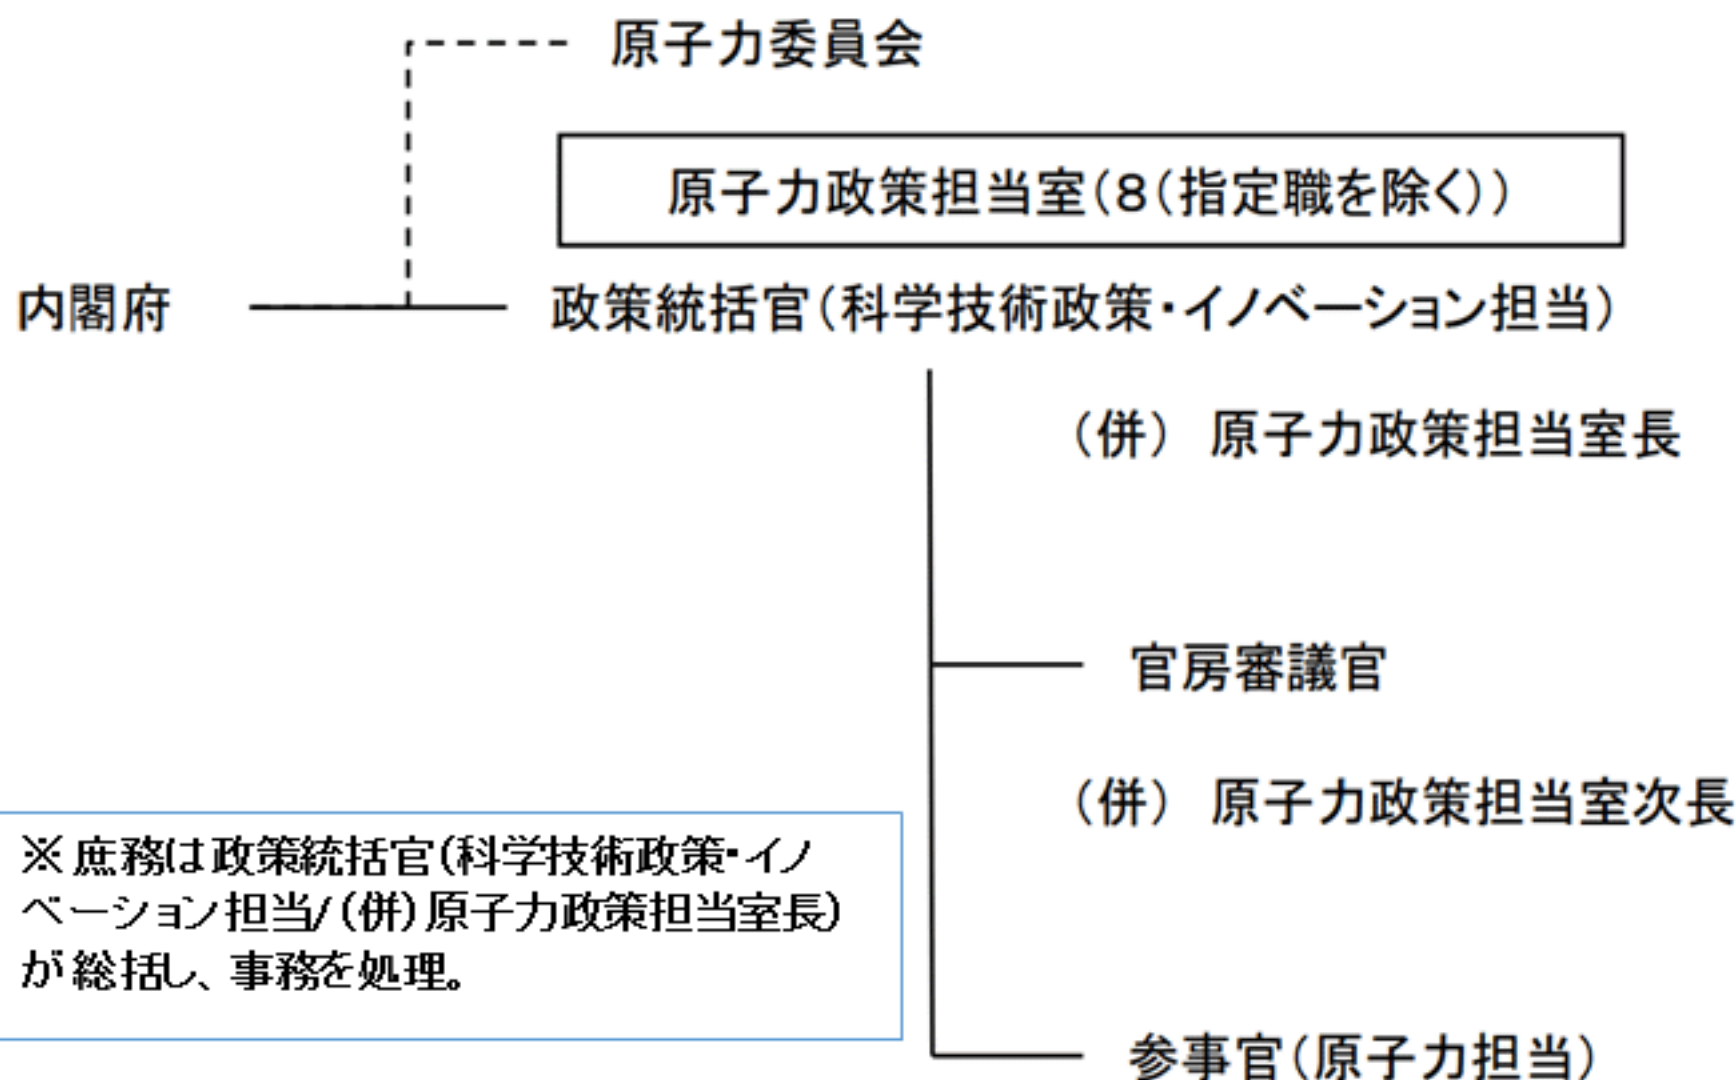 原子力委員会
原子力政策担当室（８（指定職を除く））
内閣府
政策統括官（科学技術政策・イノベーション担当）
（併） 原子力政策担当室長
官房審議官
（併） 原子力政策担当室次長
※庶務は政策統括官（科学技術政策・イノ
ベーション担当/（併）原子力政策担当室長）
が総括し、事務を処理。
参事官（原子力担当）